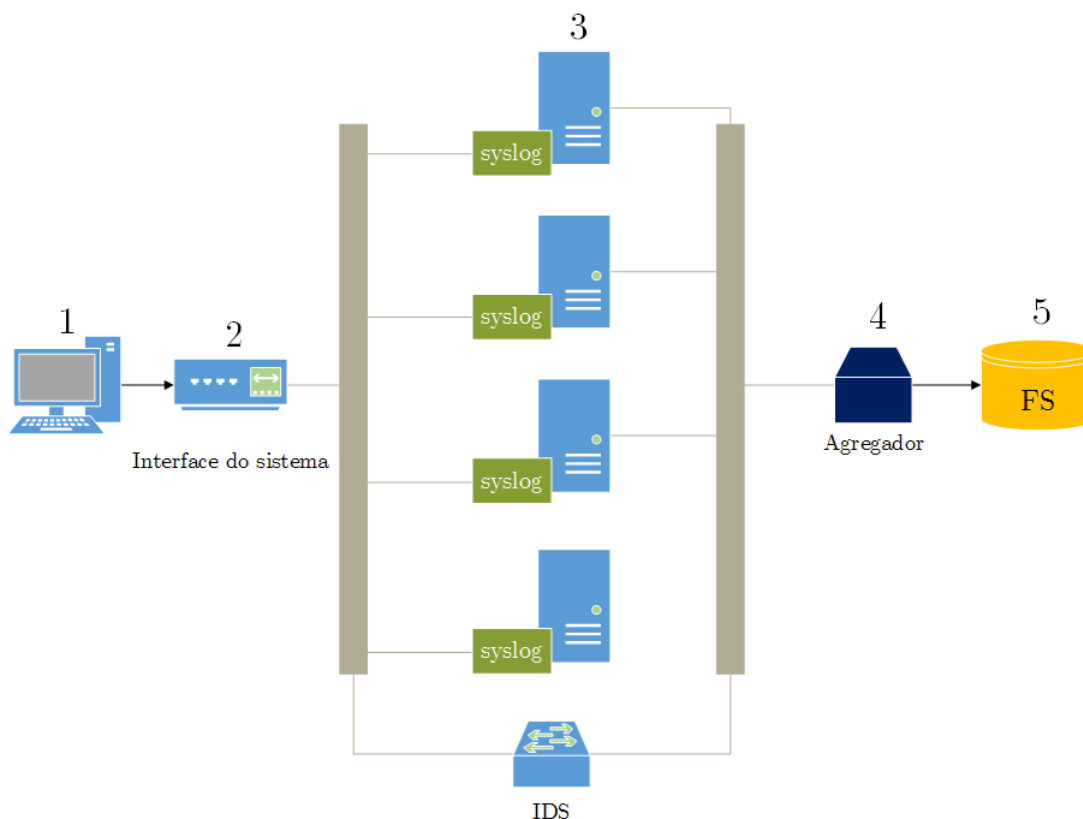 3
syslog
syslog
1
2
4
5
FS
Agregador
Interface do sistema
syslog
syslog
IDS